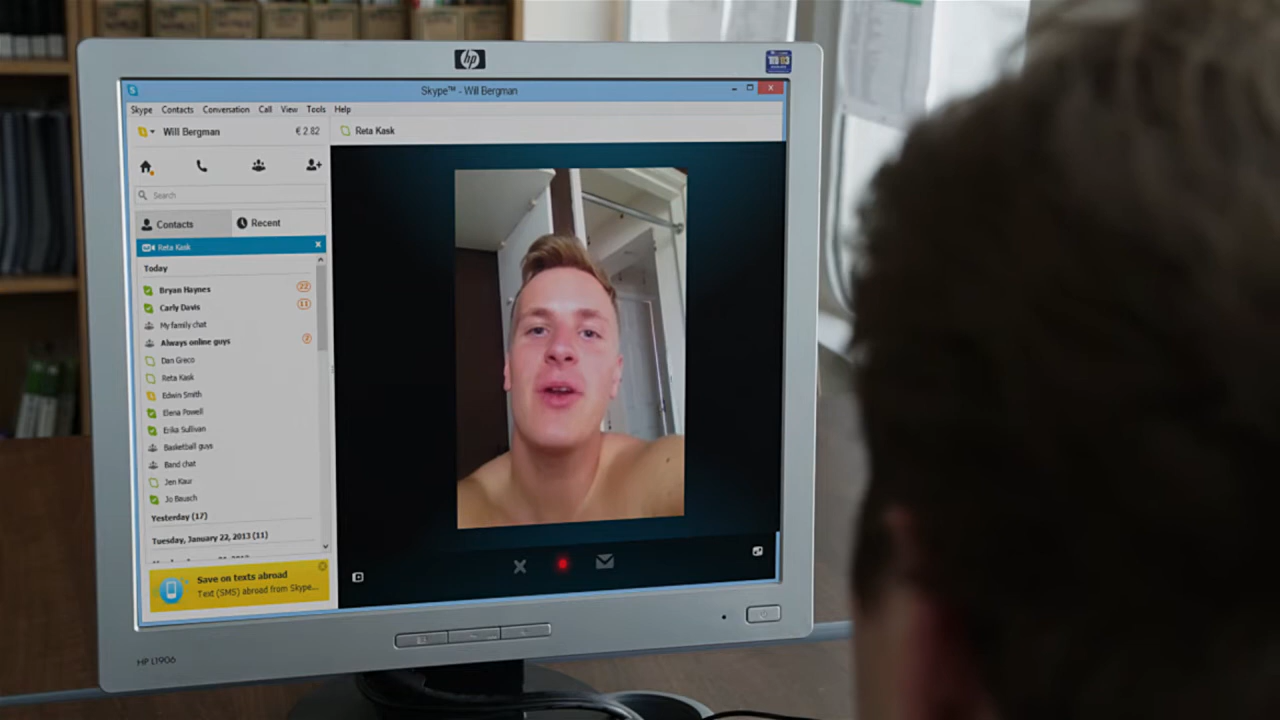 hp
Skype™ - Will Bergman
Skype Contacts Conversation Call View Tools Help
Will Bergman € 2.82
Reta Kask
Search
Contacts Recent
Reta Kask
Today
Bryan Haynes 22
Carly Davis 11
My family chat
Always online guys 2
Dan Greco
Reta Kask
Edwin Smith
Elena Powell
Erika Sullivan
Basketball guys
Band chat
Jen Kaur
Jo Bausch
Yesterday (17)
Tuesday, January 22, 2013 (11)
Save on texts abroad
Text (SMS) abroad from Skype...
HP L1906